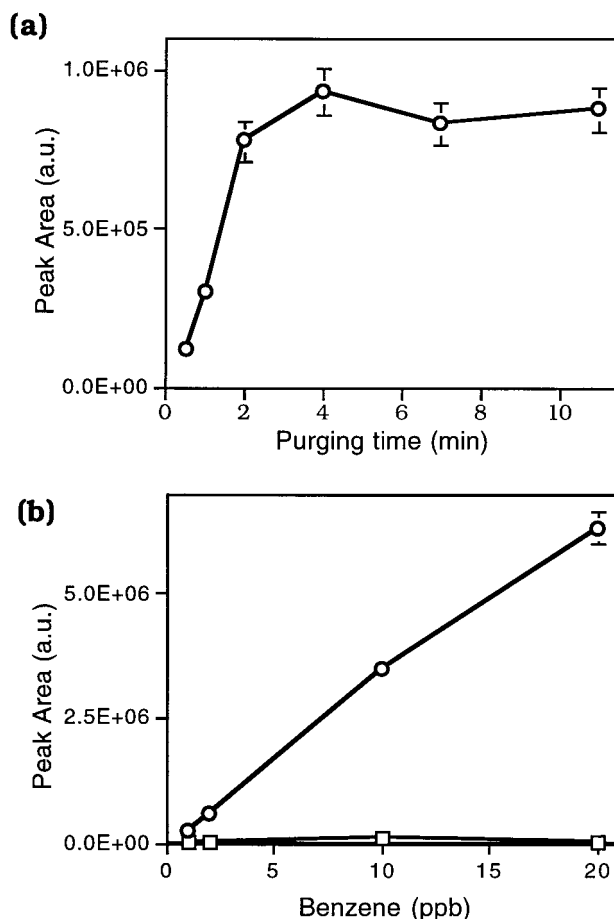 (a)
1.0E+06
5.0E+05
0.0E+00
Peak Area (a.u.)
0 2 4 6 8 10
Purging time (min)
(b)
5.0E+06
2.5E+06
0.0E+00
Peak Area (a.u.)
0 5 10 15 20
Benzene (ppb)